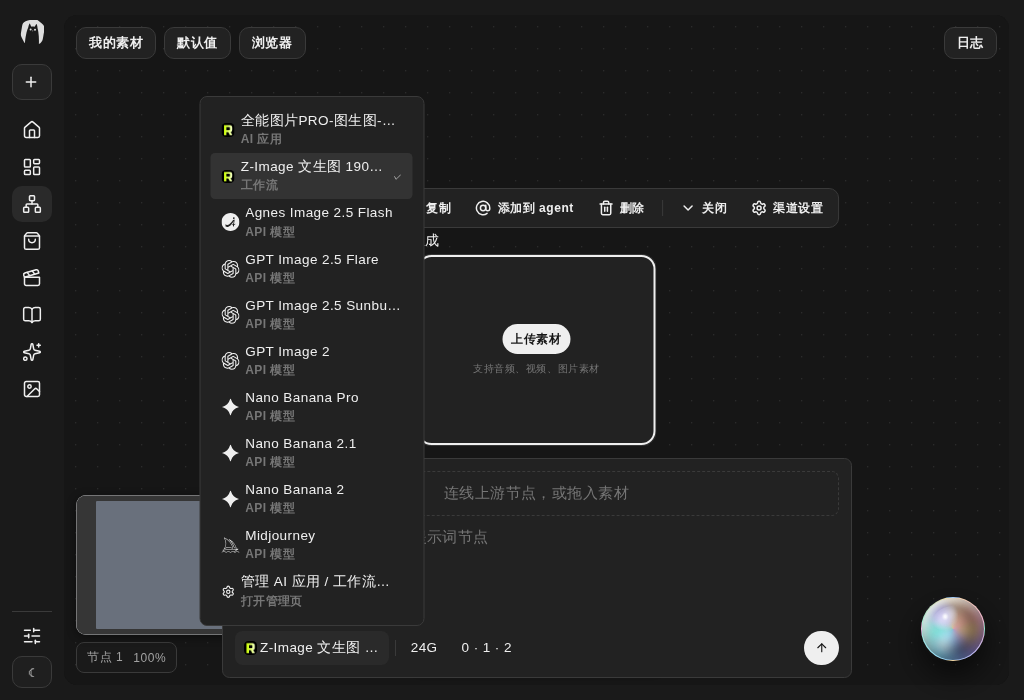 我的素材
默认值
浏览器
日志
全能图片PRO-图生图-...
AI 应用
Z-Image 文生图 190...
工作流
Agnes Image 2.5 Flash
API 模型
GPT Image 2.5 Flare
API 模型
GPT Image 2.5 Sunbu...
API 模型
GPT Image 2
API 模型
Nano Banana Pro
API 模型
Nano Banana 2.1
API 模型
Nano Banana 2
API 模型
Midjourney
API 模型
管理 AI 应用 / 工作流...
打开管理页
复制
添加到 agent
删除
关闭
渠道设置
成
上传素材
支持音频、视频、图片素材
连线上游节点，或拖入素材
示词节点
Z-Image 文生图 ...
24G
0 · 1 · 2
节点 1
100%